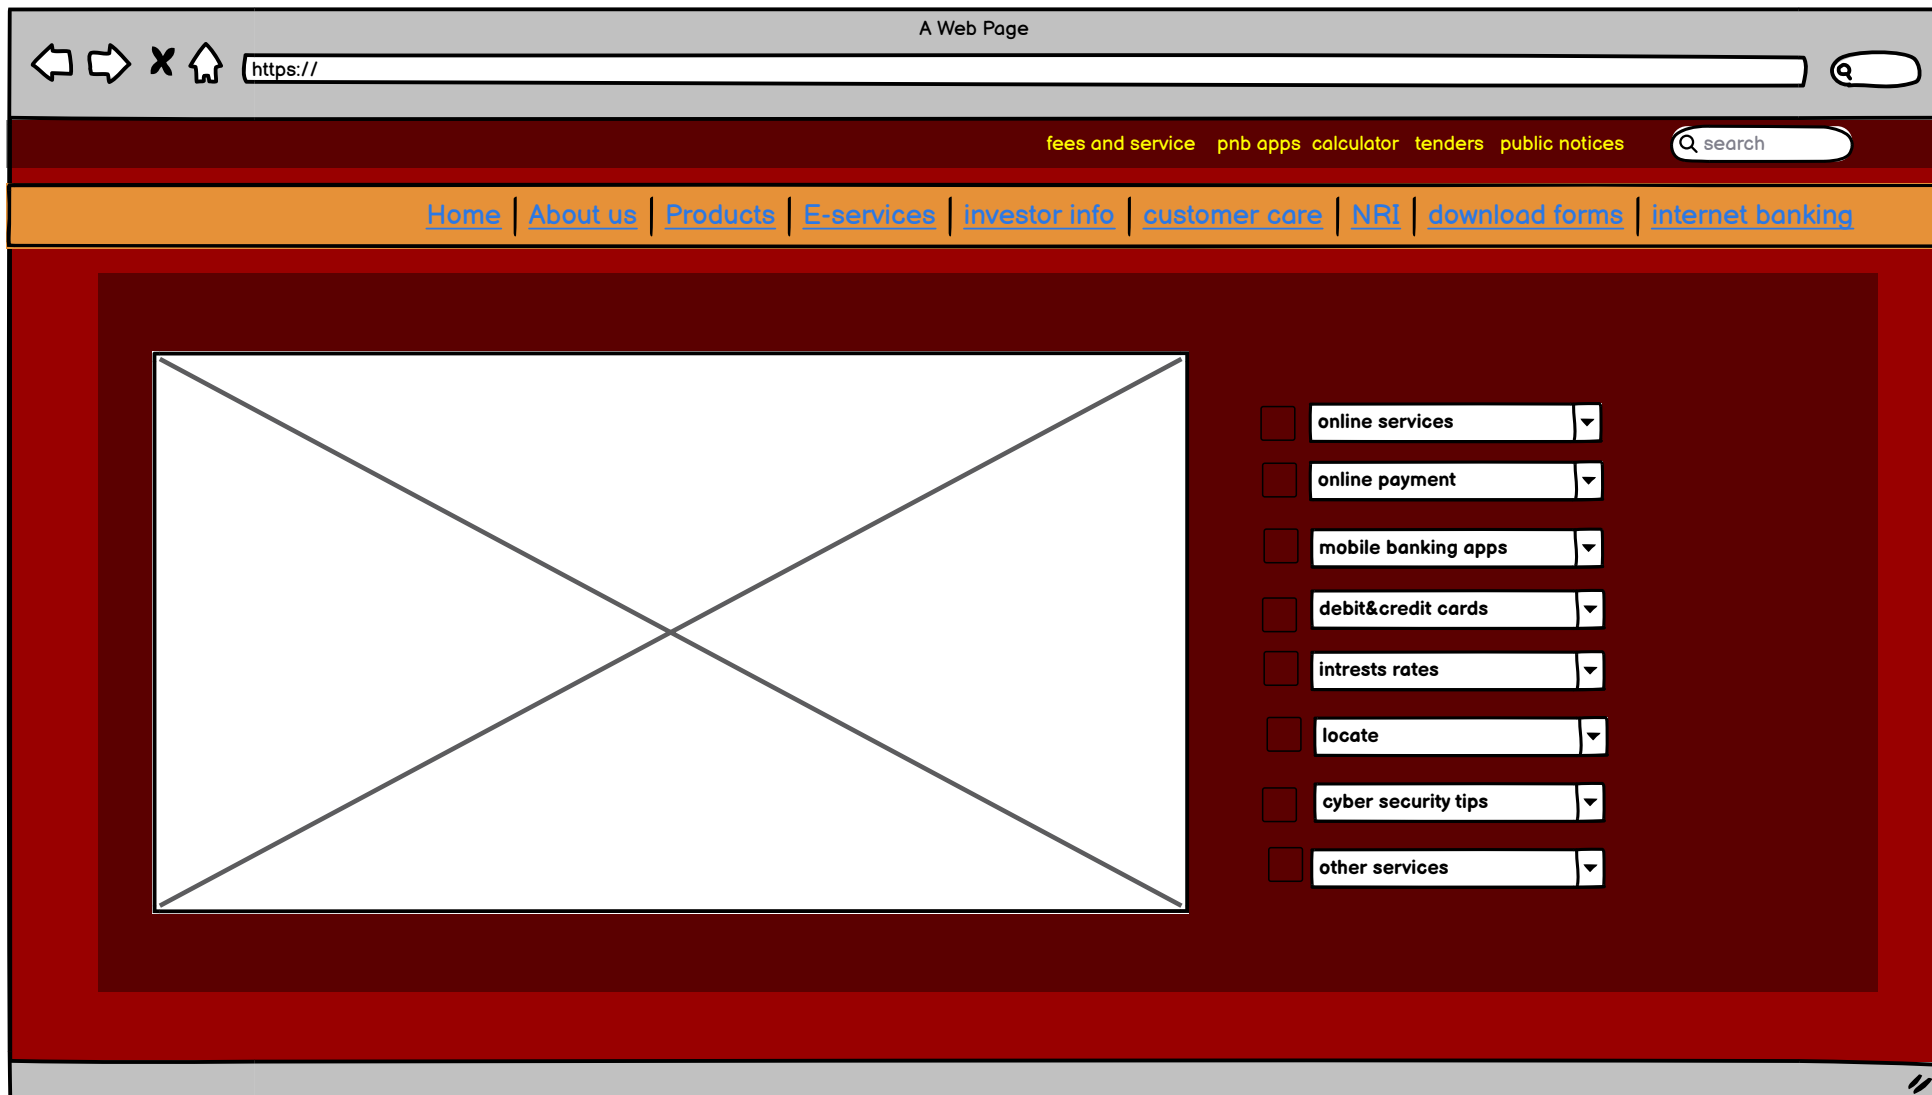 A Web Page
https://
fees and service pnb apps calculator tenders public notices search
Home About us Products E-services investor info customer care NRI download forms internet banking
online services
online payment
mobile banking apps
debit&credit cards
intrests rates
locate
cyber security tips
other services